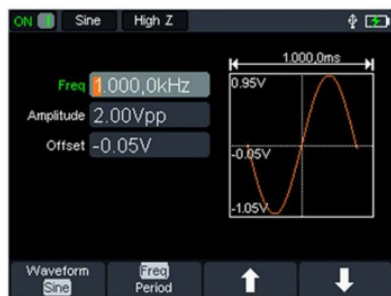 ON Sine High Z
1.000,0ms
Freq 1.000,0kHz
0.95V
Amplitude 2.00Vpp
Offset -0.05V
-0.05V
-1.05V
Waveform Freq
Sine Period